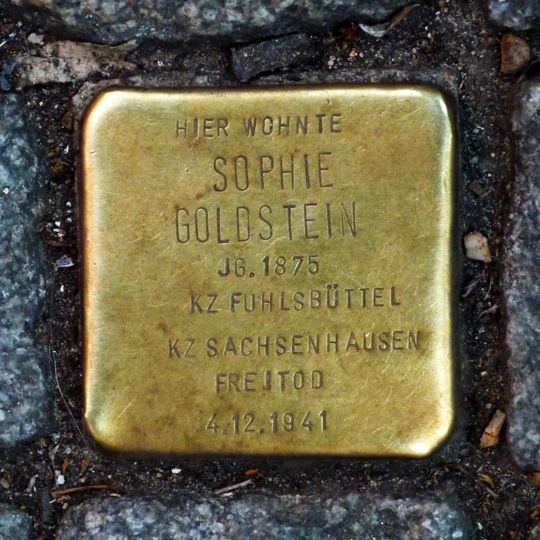 HIER WOHNTE
SOPHIE
GOLDSTEIN
JG. 1875
KZ FUHLSBÜTTEL
KZ SACHSENHAUSEN
FREITOD
4.12.1941